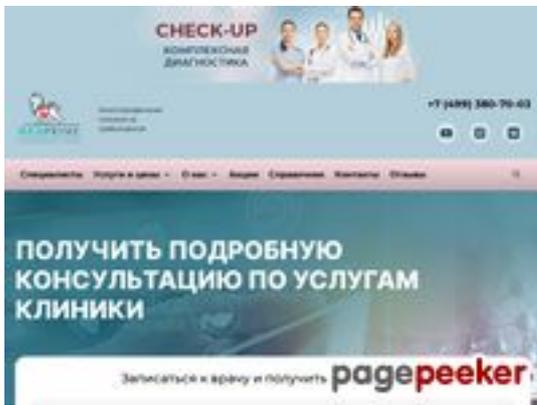 CHECK-UP
КОМПЛЕКСНАЯ
ДИАГНОСТИКА
+7 (499) 380-70-03
Специалисты Услуги и цены О нас Акции Справочник Контакты Отзывы
ПОЛУЧИТЬ ПОДРОБНУЮ
КОНСУЛЬТАЦИЮ ПО УСЛУГАМ
КЛИНИКИ
Записаться к врачу и получить
pagepeeker